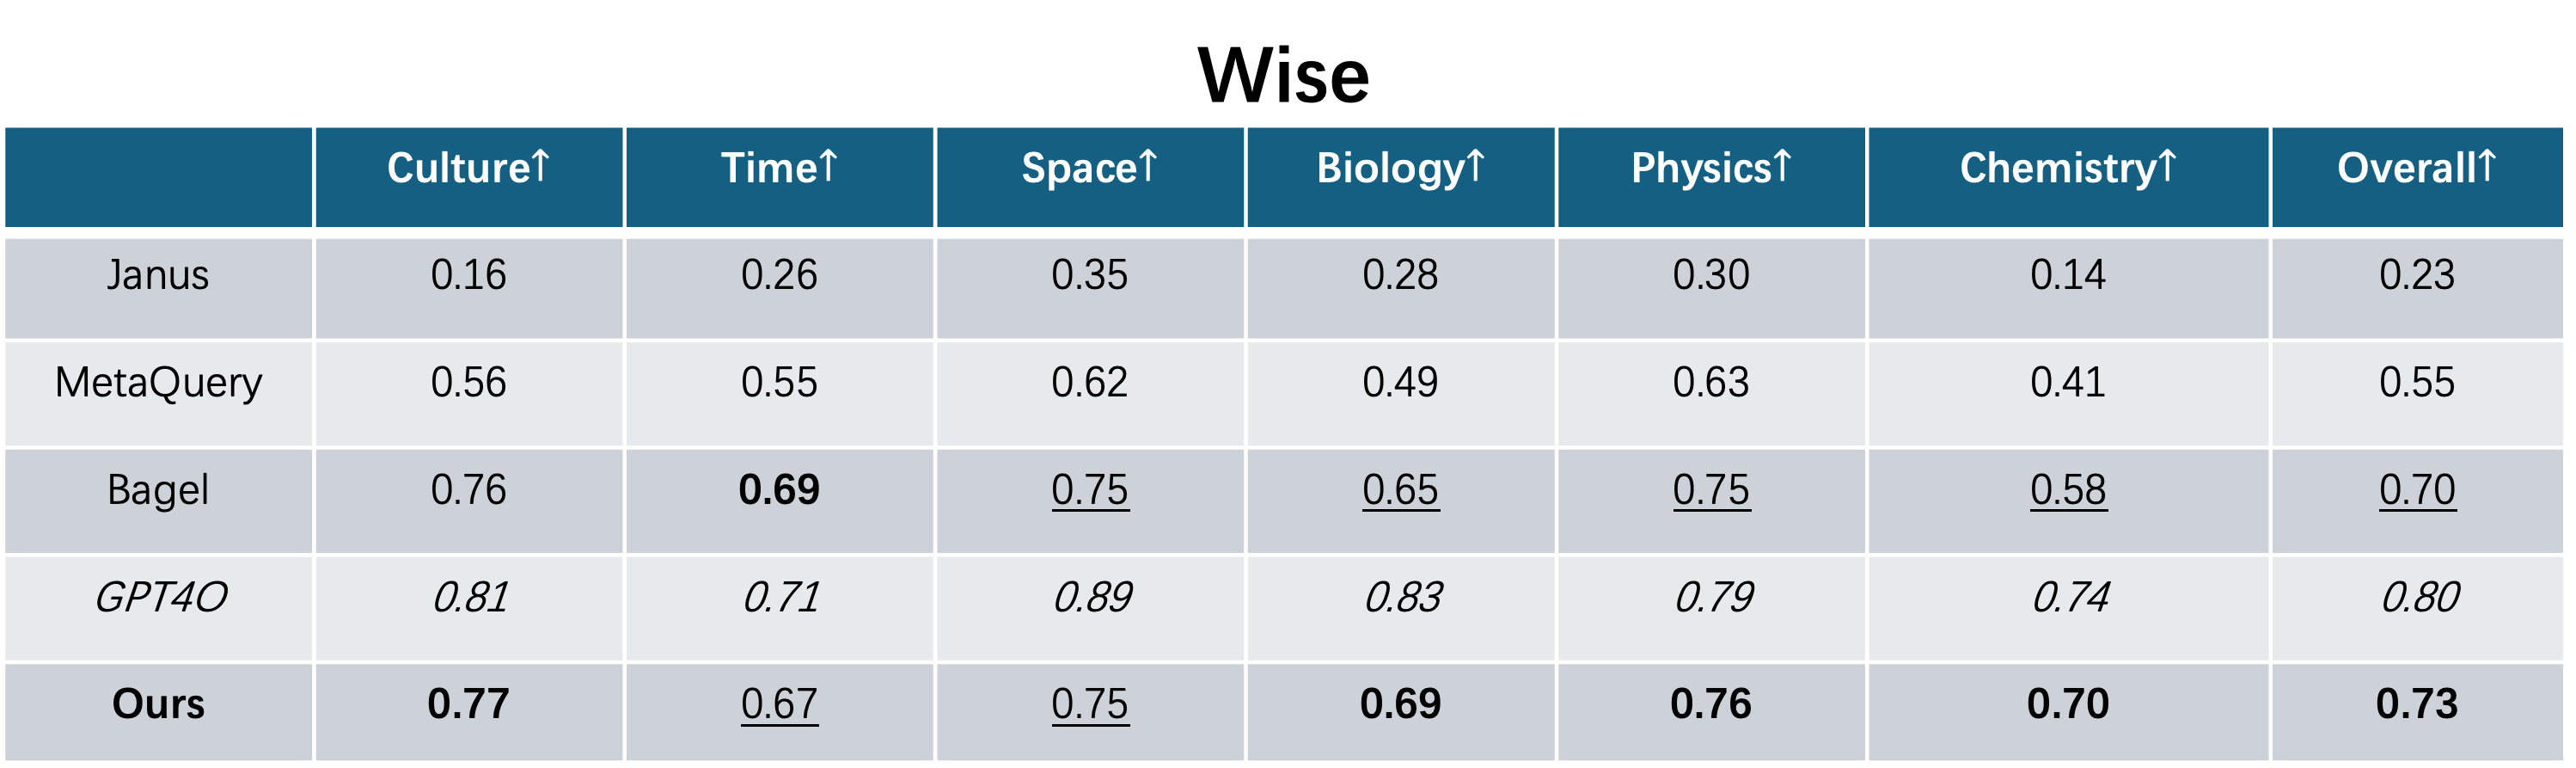 Wise
Culture↑ Time↑ Space↑ Biology↑ Physics↑ Chemistry↑ Overall↑
Janus 0.16 0.26 0.35 0.28 0.30 0.14 0.23
MetaQuery 0.56 0.55 0.62 0.49 0.63 0.41 0.55
Bagel 0.76 0.69 0.75 0.65 0.75 0.58 0.70
GPT4O 0.81 0.71 0.89 0.83 0.79 0.74 0.80
Ours 0.77 0.67 0.75 0.69 0.76 0.70 0.73